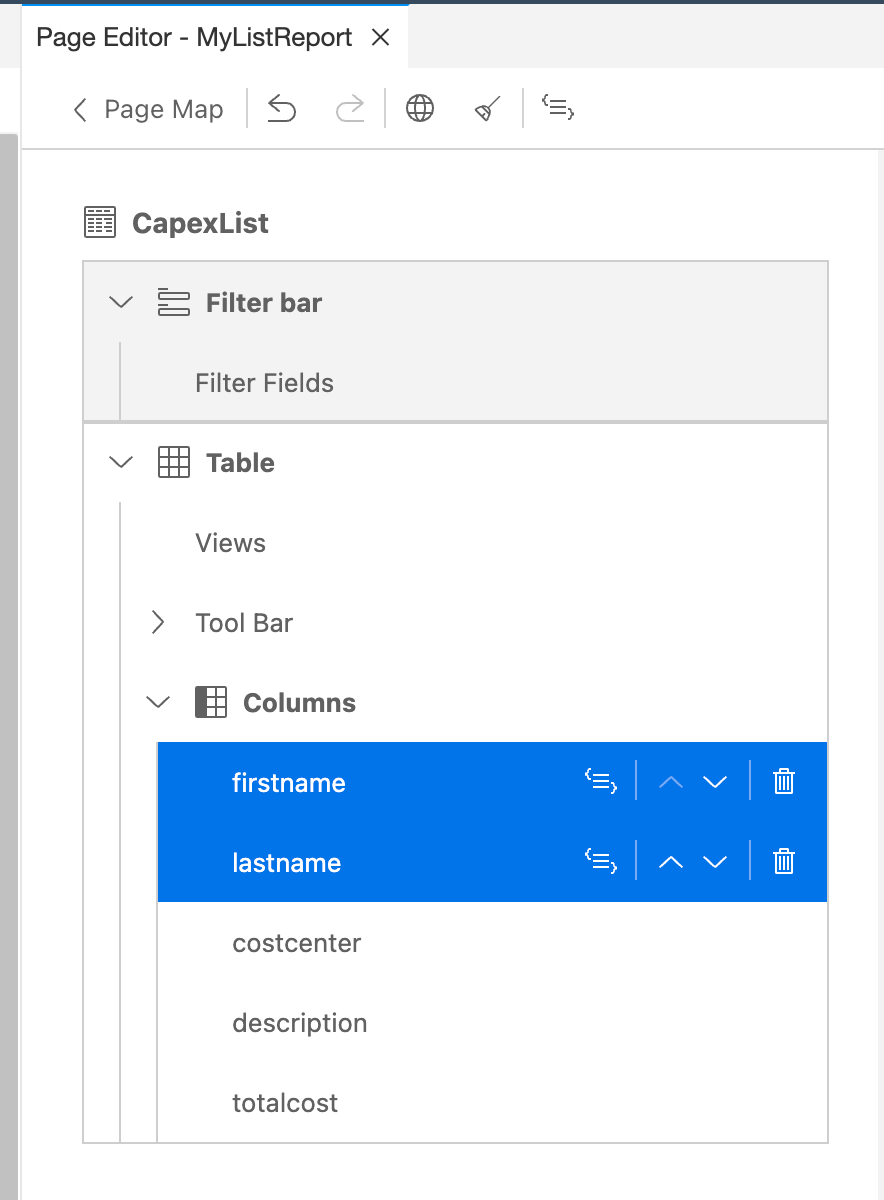 Page Editor - MyListReport
Page Map
CapexList
Filter bar
Filter Fields
Table
Views
Tool Bar
Columns
firstname
lastname
costcenter
description
totalcost